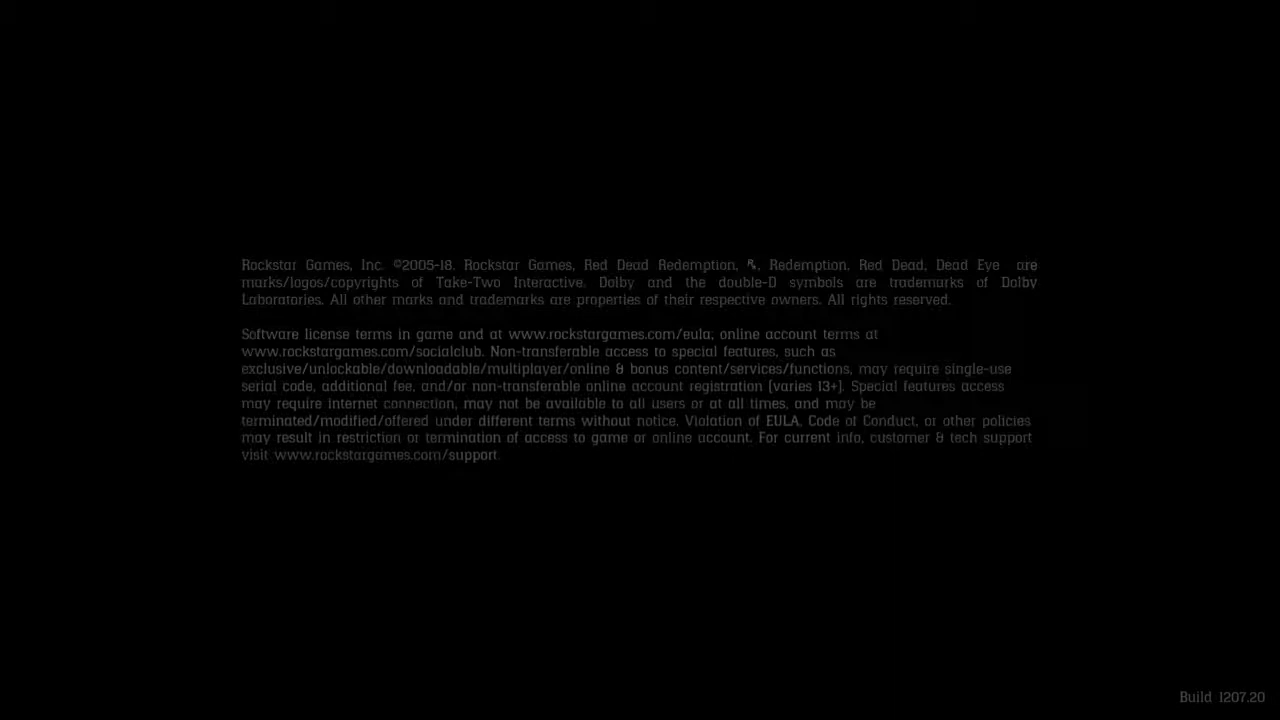 Rockstar Games, Inc. ©2005-18. Rockstar Games, Red Dead Redemption, R*, Redemption, Red Dead, Dead Eye are
marks/logos/copyrights of Take-Two Interactive. Dolby and the double-D symbols are trademarks of Dolby
Laboratories. All other marks and trademarks are properties of their respective owners. All rights reserved.
Software license terms in game and at www.rockstargames.com/eula; online account terms at
www.rockstargames.com/socialclub. Non-transferable access to special features, such as
exclusive/unlockable/downloadable/multiplayer/online & bonus content/services/functions, may require single-use
serial code, additional fee, and/or non-transferable online account registration (varies 13+). Special features access
may require internet connection, may not be available to all users or at all times, and may be
terminated/modified/offered under different terms without notice. Violation of EULA, Code of Conduct, or other policies
may result in restriction or termination of access to game or online account. For current info, customer & tech support
visit www.rockstargames.com/support.
Build 1207.20